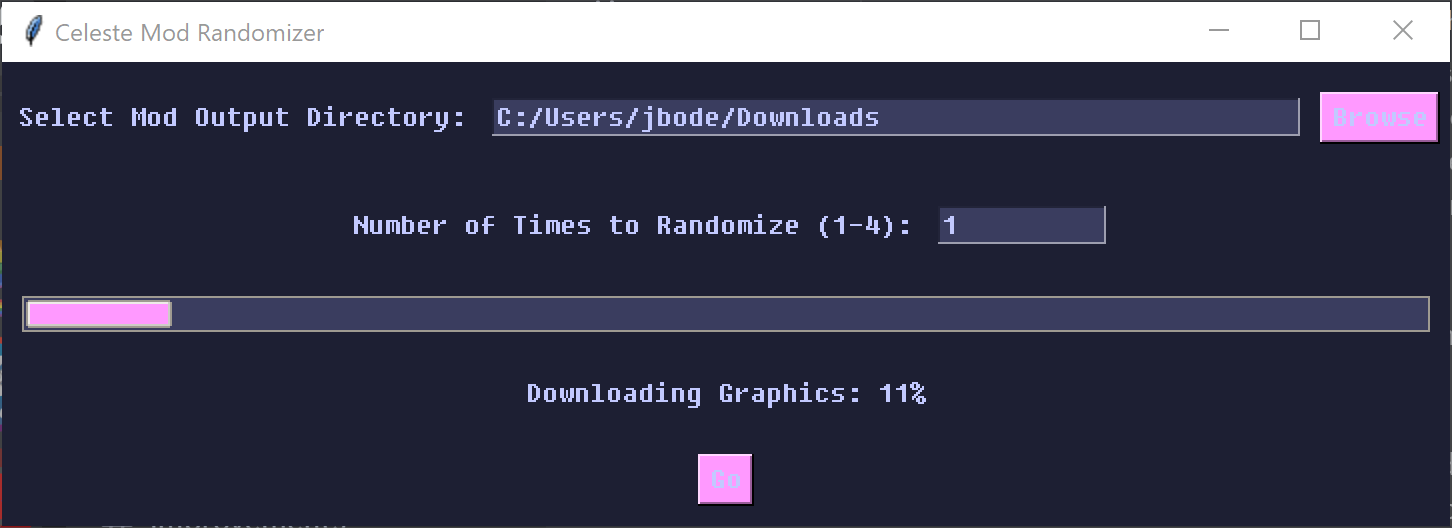 Celeste Mod Randomizer
Select Mod Output Directory: C:/Users/jbode/Downloads Browse
Number of Times to Randomize (1-4): 1
Downloading Graphics: 11%
Go